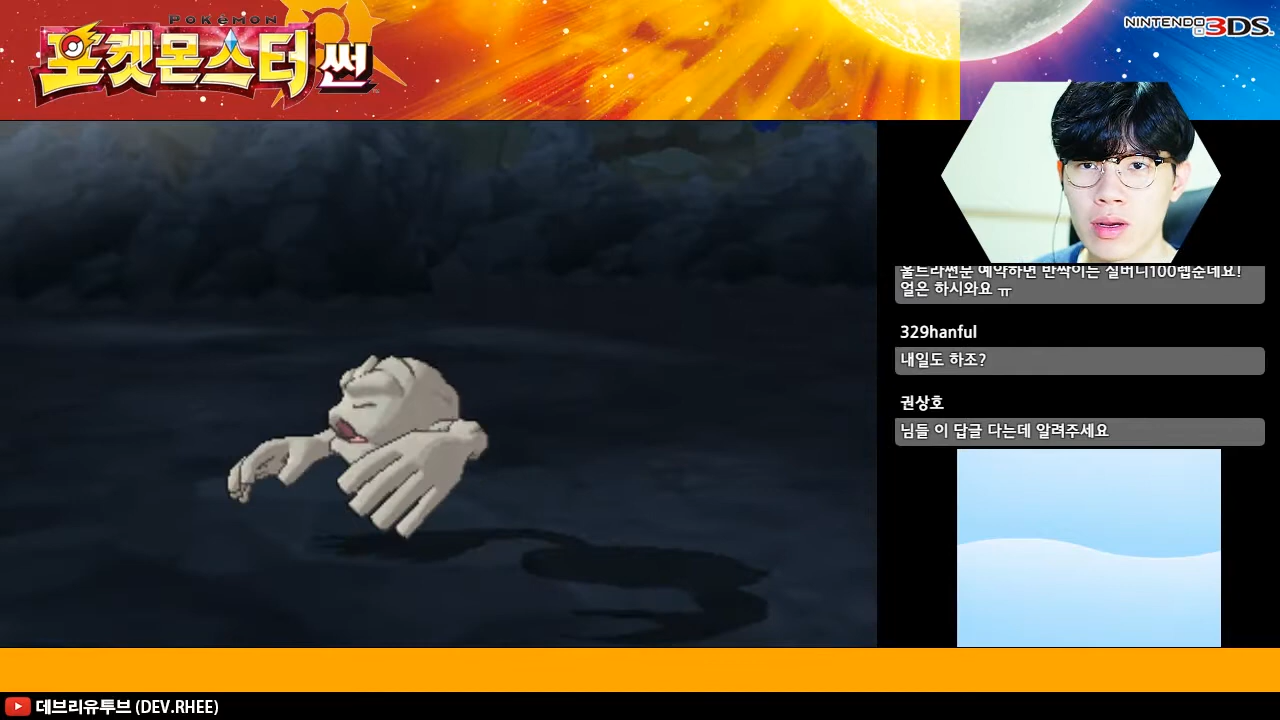 POKéMON
포켓몬스터 썬
NINTENDO 3DS
울트라썬문 예약하면 반짝이는 실버디100렙준데요!
얼은 하시와요 ㅠ
329hanful
내일도 하조?
권상호
님들 이 답글 다는데 알려주세요
데브리유투브 (DEV.RHEE)